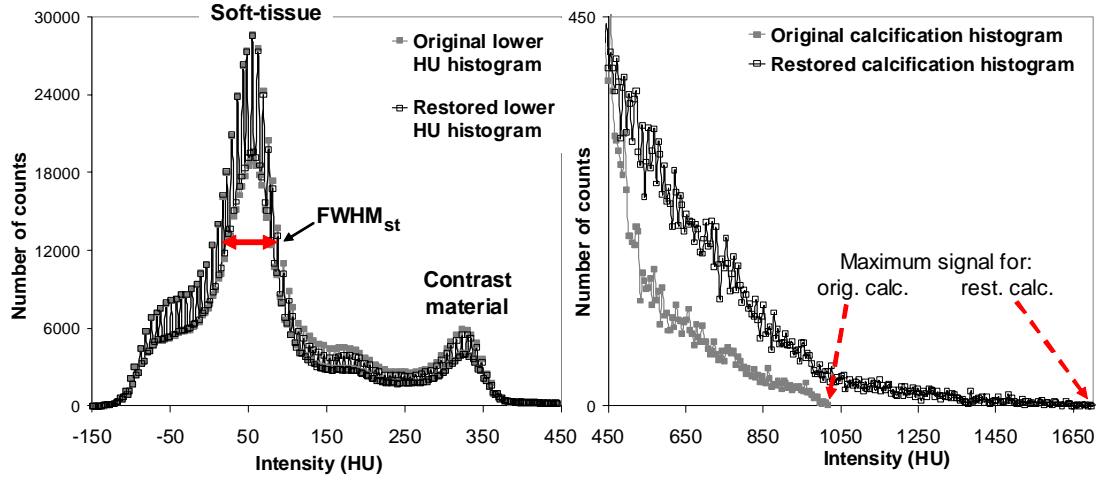 Soft-tissue
30000
24000
18000
12000
6000
0
Number of counts
Original lower
HU histogram
Restored lower
HU histogram
FWHMst
Contrast
material
-150
-50
50
150
250
350
450
Intensity (HU)
450
0
Number of counts
Original calcification histogram
Restored calcification histogram
Maximum signal for:
orig. calc.
rest. calc.
450
650
850
1050
1250
1450
1650
Intensity (HU)